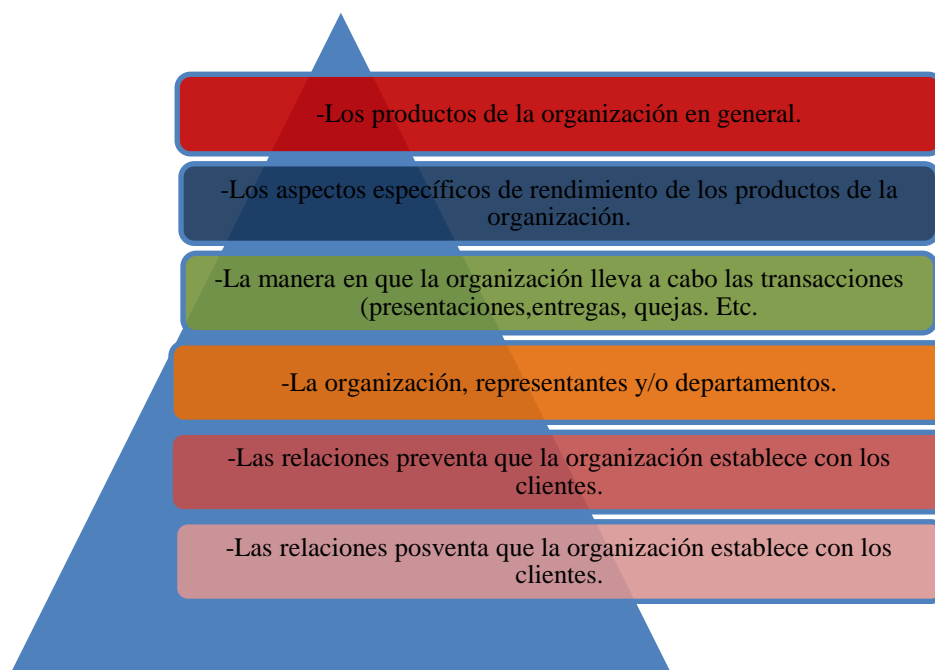 -Los productos de la organización en general.
-Los aspectos específicos de rendimiento de los productos de la
organización.
-La manera en que la organización lleva a cabo las transacciones
(presentaciones,entregas, quejas. Etc.
-La organización, representantes y/o departamentos.
-Las relaciones preventa que la organización establece con los
clientes.
-Las relaciones posventa que la organización establece con los
clientes.